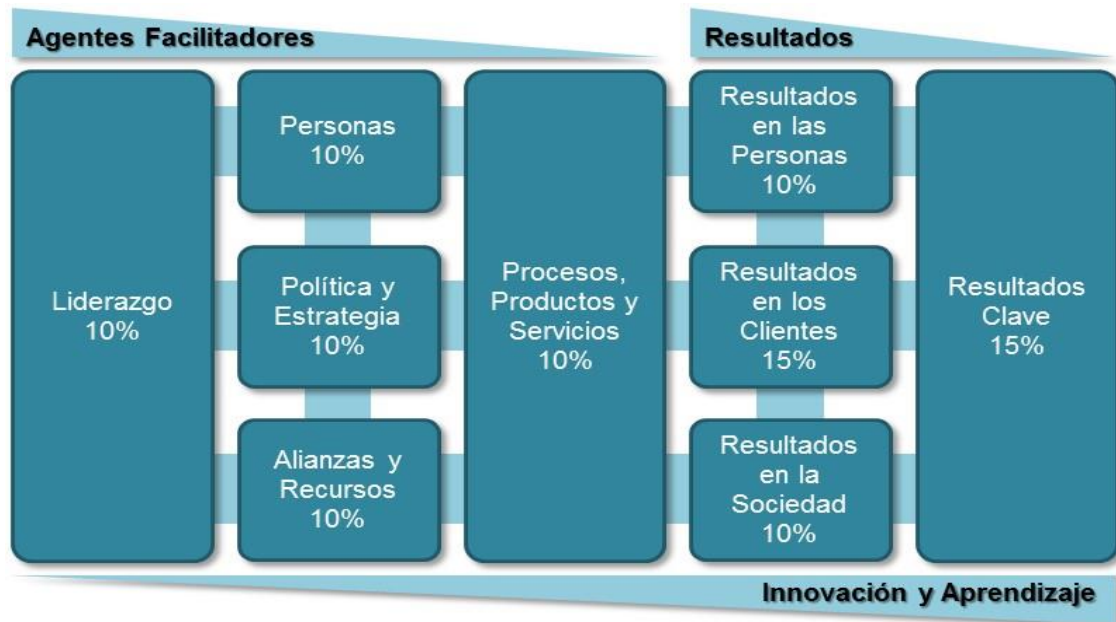 Agentes Facilitadores
Resultados
Liderazgo
10%
Personas
10%
Política y
Estrategia
10%
Alianzas y
Recursos
10%
Procesos,
Productos y
Servicios
10%
Resultados
en las
Personas
10%
Resultados
en los
Clientes
15%
Resultados
en la
Sociedad
10%
Resultados
Clave
15%
Innovación y Aprendizaje